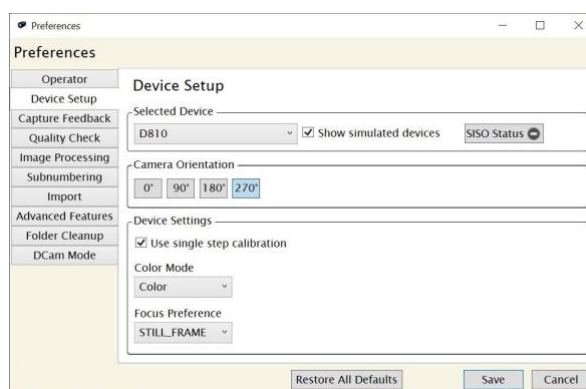 Preferences
Preferences
Operator
Device Setup
Capture Feedback
Quality Check
Image Processing
Subnumbering
Import
Advanced Features
Folder Cleanup
DCam Mode
Device Setup
Selected Device
D810
Show simulated devices
SISO Status
Camera Orientation
0° 90° 180° 270°
Device Settings
Use single step calibration
Color Mode
Color
Focus Preference
STILL_FRAME
Restore All Defaults Save Cancel